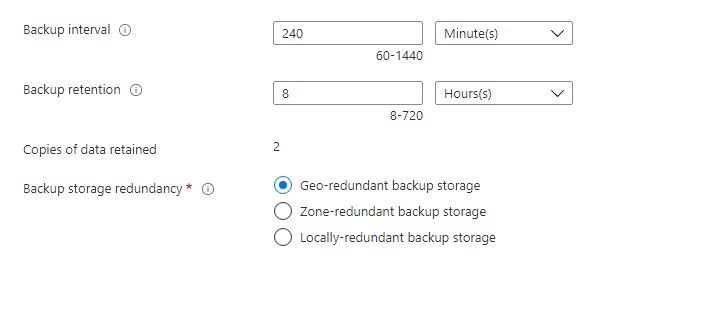 Backup interval 240 Minute(s)
60-1440
Backup retention 8 Hours(s)
8-720
Copies of data retained 2
Backup storage redundancy * Geo-redundant backup storage
Zone-redundant backup storage
Locally-redundant backup storage